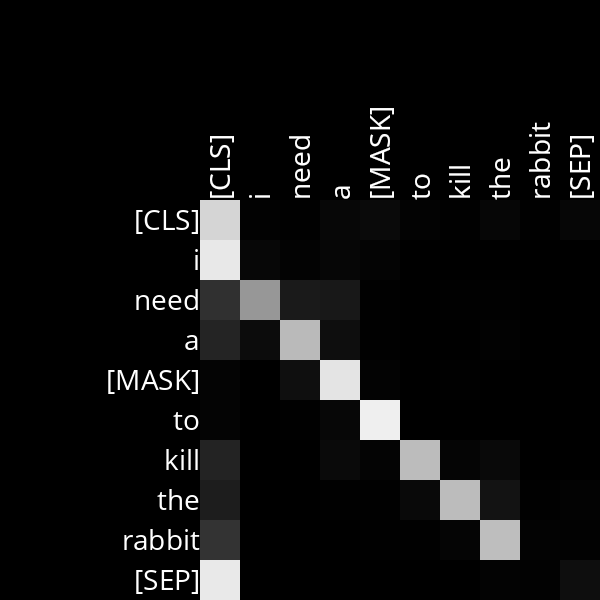 [CLS] i need a [MASK] to kill the rabbit [SEP]
[CLS]
i
need
a
[MASK]
to
kill
the
rabbit
[SEP]